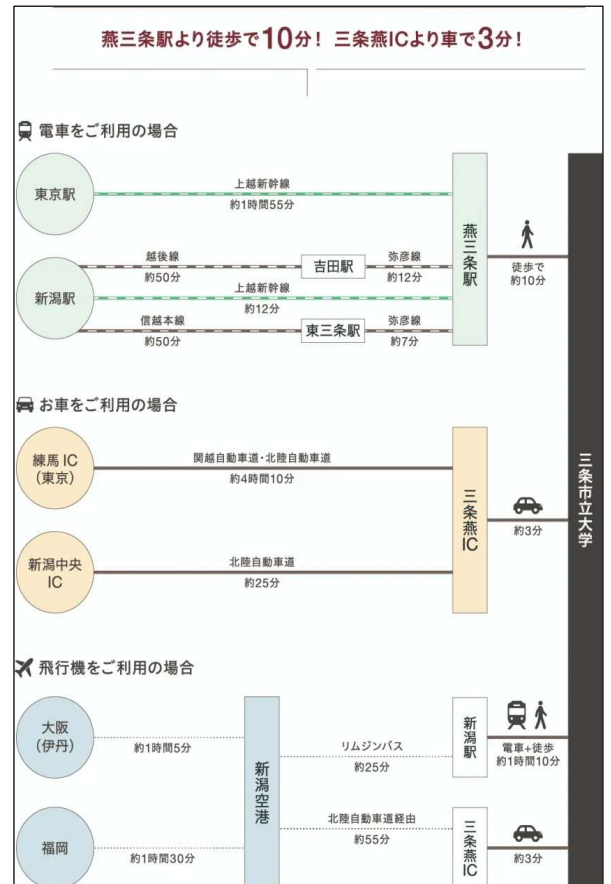 燕三条駅より徒歩で10分! 三条燕ICより車で3分!
電車をご利用の場合
東京駅
上越新幹線
約1時間55分
新潟駅
越後線
約50分
吉田駅
弥彦線
約12分
上越新幹線
約12分
信越本線
約50分
東三条駅
弥彦線
約7分
燕三条駅
徒歩で
約10分
お車をご利用の場合
練馬 IC
(東京)
関越自動車道・北陸自動車道
約4時間10分
新潟中央
IC
北陸自動車道
約25分
三条燕IC
約3分
三条市立大学
飛行機をご利用の場合
大阪
(伊丹)
約1時間5分
福岡
約1時間30分
新潟空港
リムジンバス
約25分
新潟駅
電車+徒歩
約1時間10分
北陸自動車道経由
約55分
三条燕IC
約3分